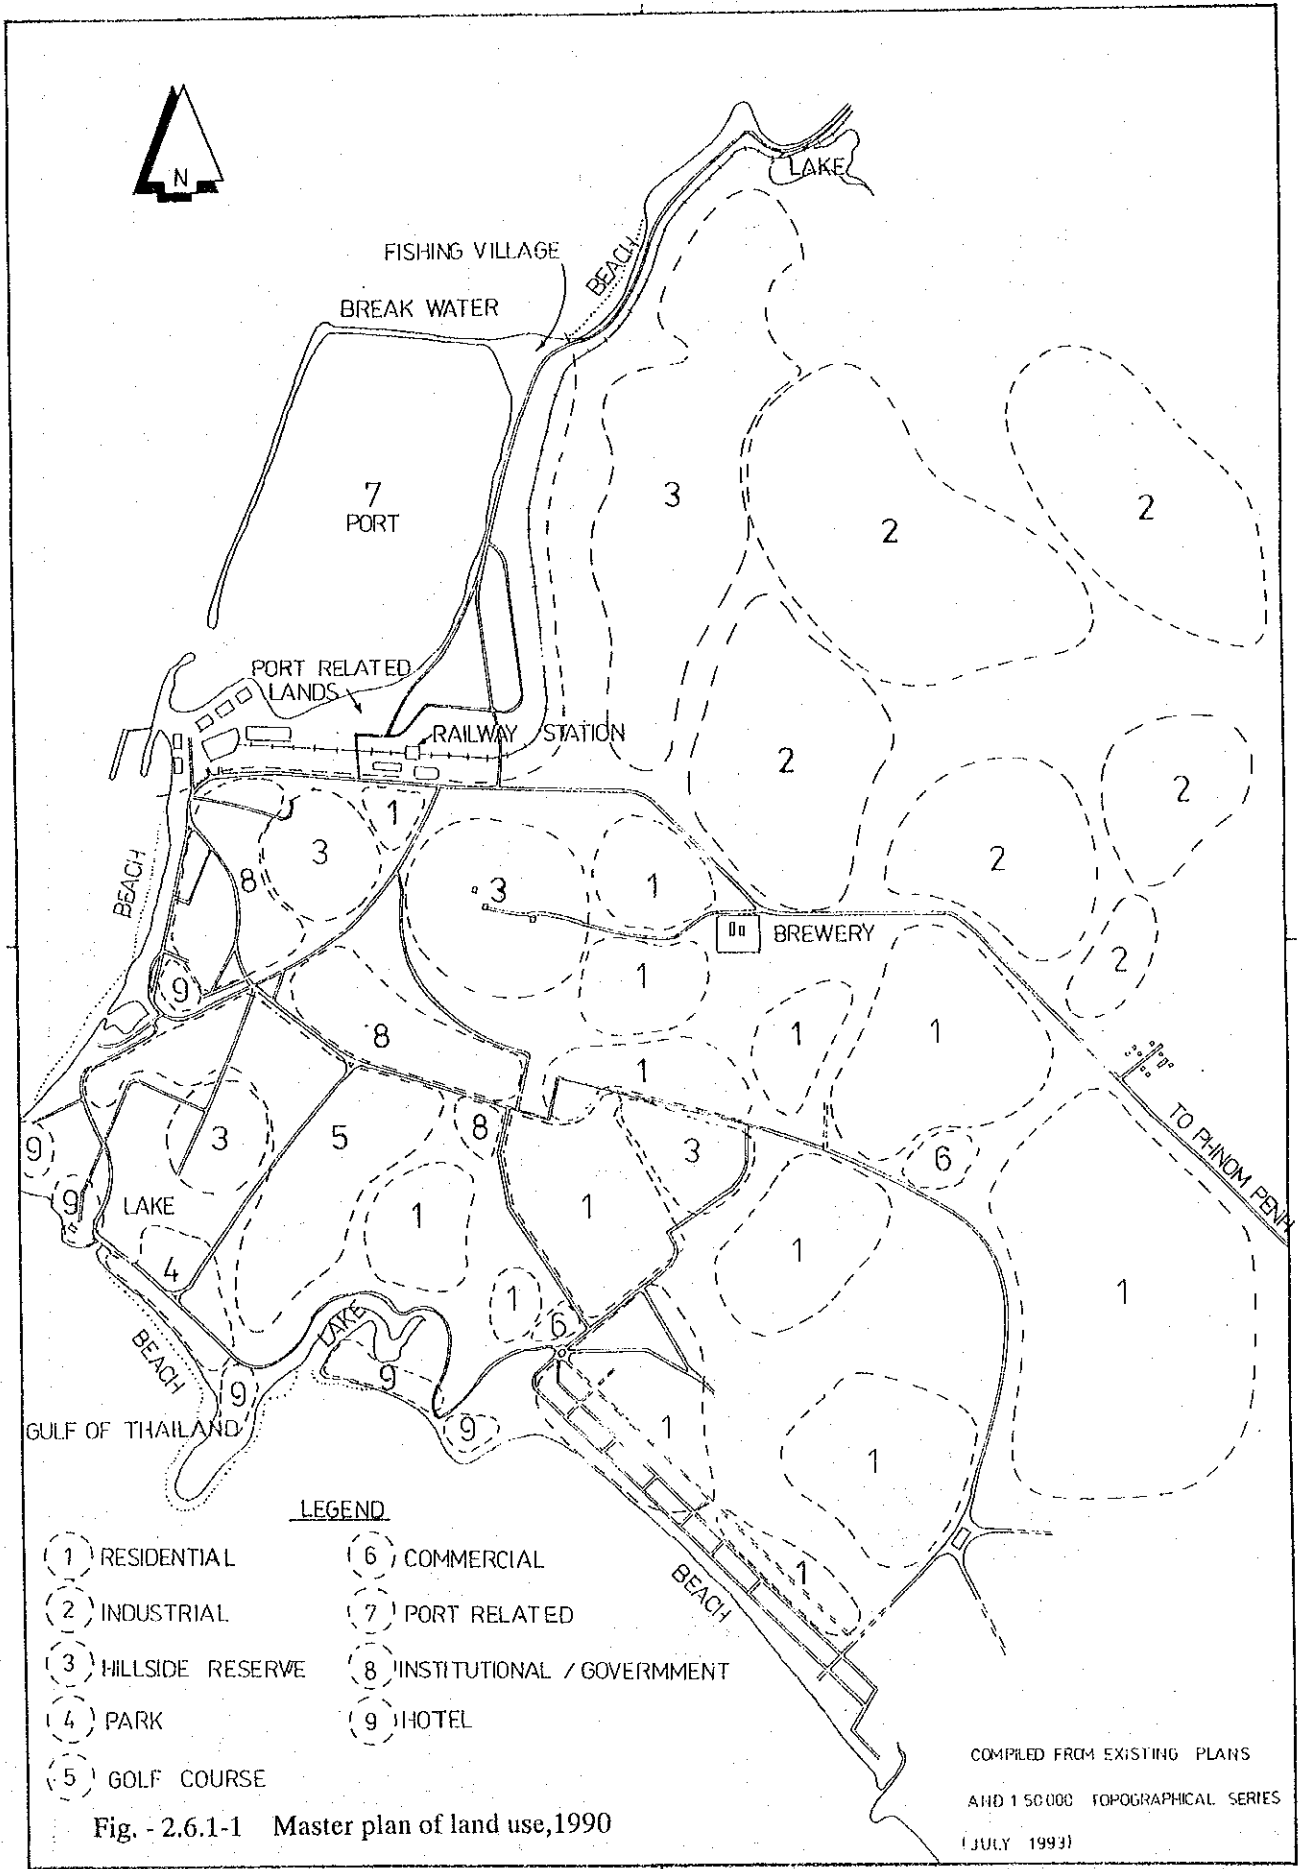 N
LAKE
FISHING VILLAGE
BEACH
BREAK WATER
3
2
2
7
PORT
PORT RELATED
LANDS
RAILWAY STATION
2
2
1
3
2
BEACH
8
3
1
BREWERY
2
9
1
8
1
1
1
TO PHNOM PENH
9
3
5
8
3
6
9
LAKE
1
1
4
1
1
1
6
LAKE
BEACH
9
9
9
GULF OF THAILAND
1
1
1
BEACH
LEGEND
1 RESIDENTIAL
2 INDUSTRIAL
3 HILLSIDE RESERVE
4 PARK
5 GOLF COURSE
6 COMMERCIAL
7 PORT RELATED
8 INSTITUTIONAL / GOVERMMENT
9 HOTEL
COMPILED FROM EXISTING PLANS
AND 1 50000 TOPOGRAPHICAL SERIES
(JULY 1993)
Fig. - 2.6.1-1 Master plan of land use,1990